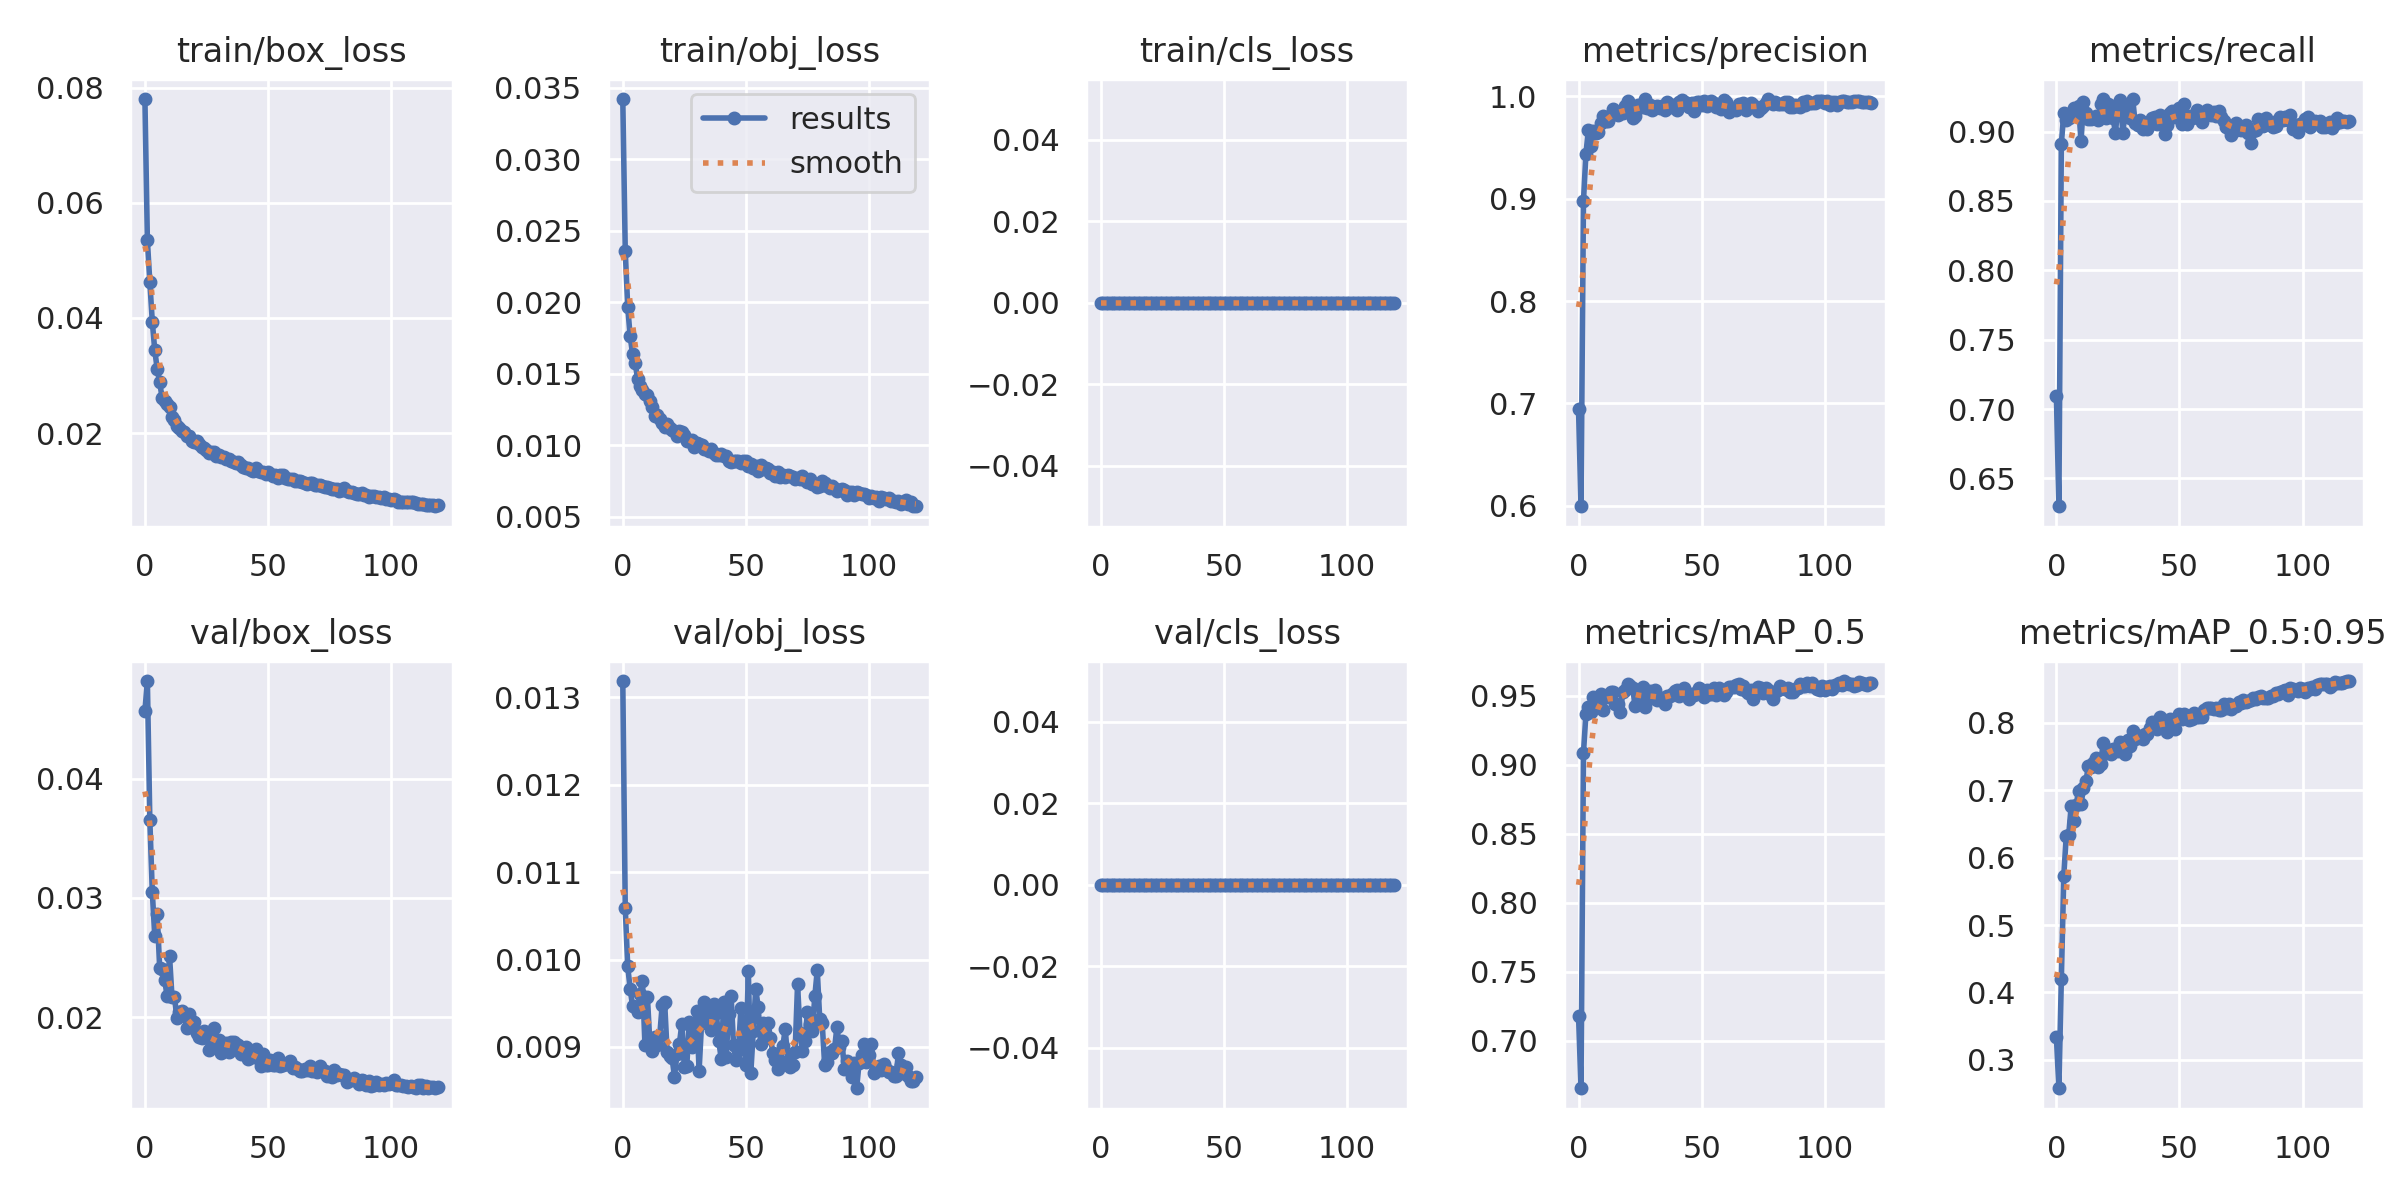 train/box_loss
0.08
0.06
0.04
0.02
0 50 100
train/obj_loss
results
smooth
0.035
0.030
0.025
0.020
0.015
0.010
0.005
0 50 100
train/cls_loss
0.04
0.02
0.00
−0.02
−0.04
0 50 100
metrics/precision
1.0
0.9
0.8
0.7
0.6
0 50 100
metrics/recall
0.90
0.85
0.80
0.75
0.70
0.65
0 50 100
val/box_loss
0.04
0.03
0.02
0 50 100
val/obj_loss
0.013
0.012
0.011
0.010
0.009
0 50 100
val/cls_loss
0.04
0.02
0.00
−0.02
−0.04
0 50 100
metrics/mAP_0.5
0.95
0.90
0.85
0.80
0.75
0.70
0 50 100
metrics/mAP_0.5:0.95
0.8
0.7
0.6
0.5
0.4
0.3
0 50 100